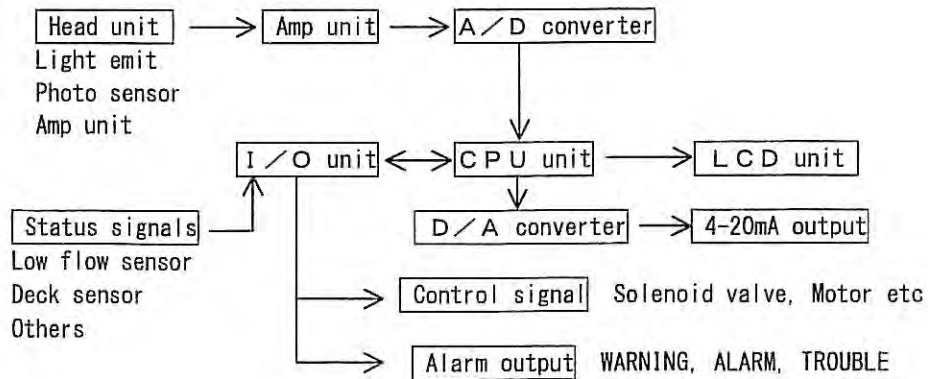 Head unit Amp unit A／D converter
Light emit
Photo sensor
Amp unit
I／O unit CPU unit LCD unit
Status signals D／A converter 4-20mA output
Low flow sensor
Deck sensor
Others
Control signal Solenoid valve, Motor etc
Alarm output WARNING, ALARM, TROUBLE